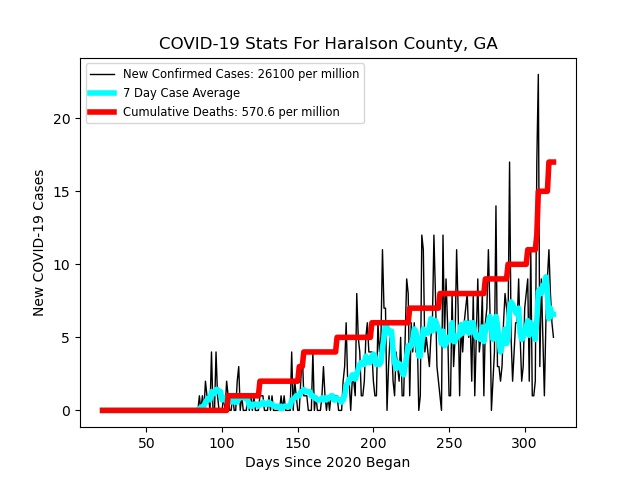 COVID-19 Stats For Haralson County, GA
New Confirmed Cases: 26100 per million
7 Day Case Average
Cumulative Deaths: 570.6 per million
New COVID-19 Cases
20
15
10
5
0
50 100 150 200 250 300
Days Since 2020 Began